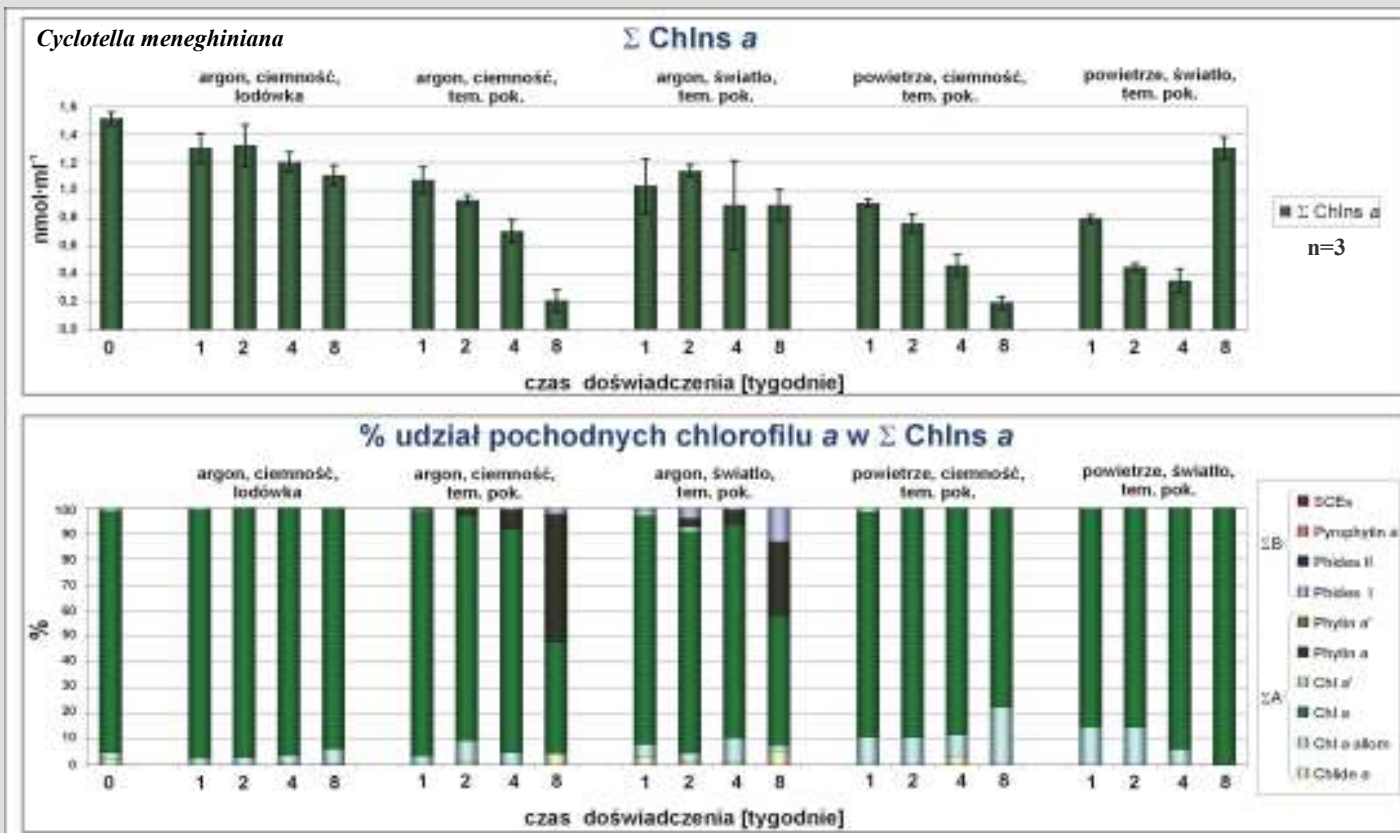 Cyclotella meneghiniana
Σ Chlns a
argon, ciemność, lodówka
argon, ciemność, tem. pok.
argon, światło, tem. pok.
powietrze, ciemność, tem. pok.
powietrze, światło, tem. pok.
1,6
1,4
1,2
1,0
0,8
0,6
0,4
0,2
0,0
nmol·ml⁻¹
0 1 2 4 8 1 2 4 8 1 2 4 8 1 2 4 8 1 2 4 8
czas doświadczenia [tygodnie]
Σ Chlns a
n=3
% udział pochodnych chlorofilu a w Σ Chlns a
argon, ciemność, lodówka
argon, ciemność, tem. pok.
argon, światło, tem. pok.
powietrze, ciemność, tem. pok.
powietrze, światło, tem. pok.
100
90
80
70
60
50
40
30
20
10
0
%
0 1 2 4 8 1 2 4 8 1 2 4 8 1 2 4 8 1 2 4 8
czas doświadczenia [tygodnie]
ΣB
ΣA
SCEs
Pyrophytin a
Phides II
Phides I
Phytin a'
Phytin a
Chl a'
Chl a
Chl a allom
Chlide a